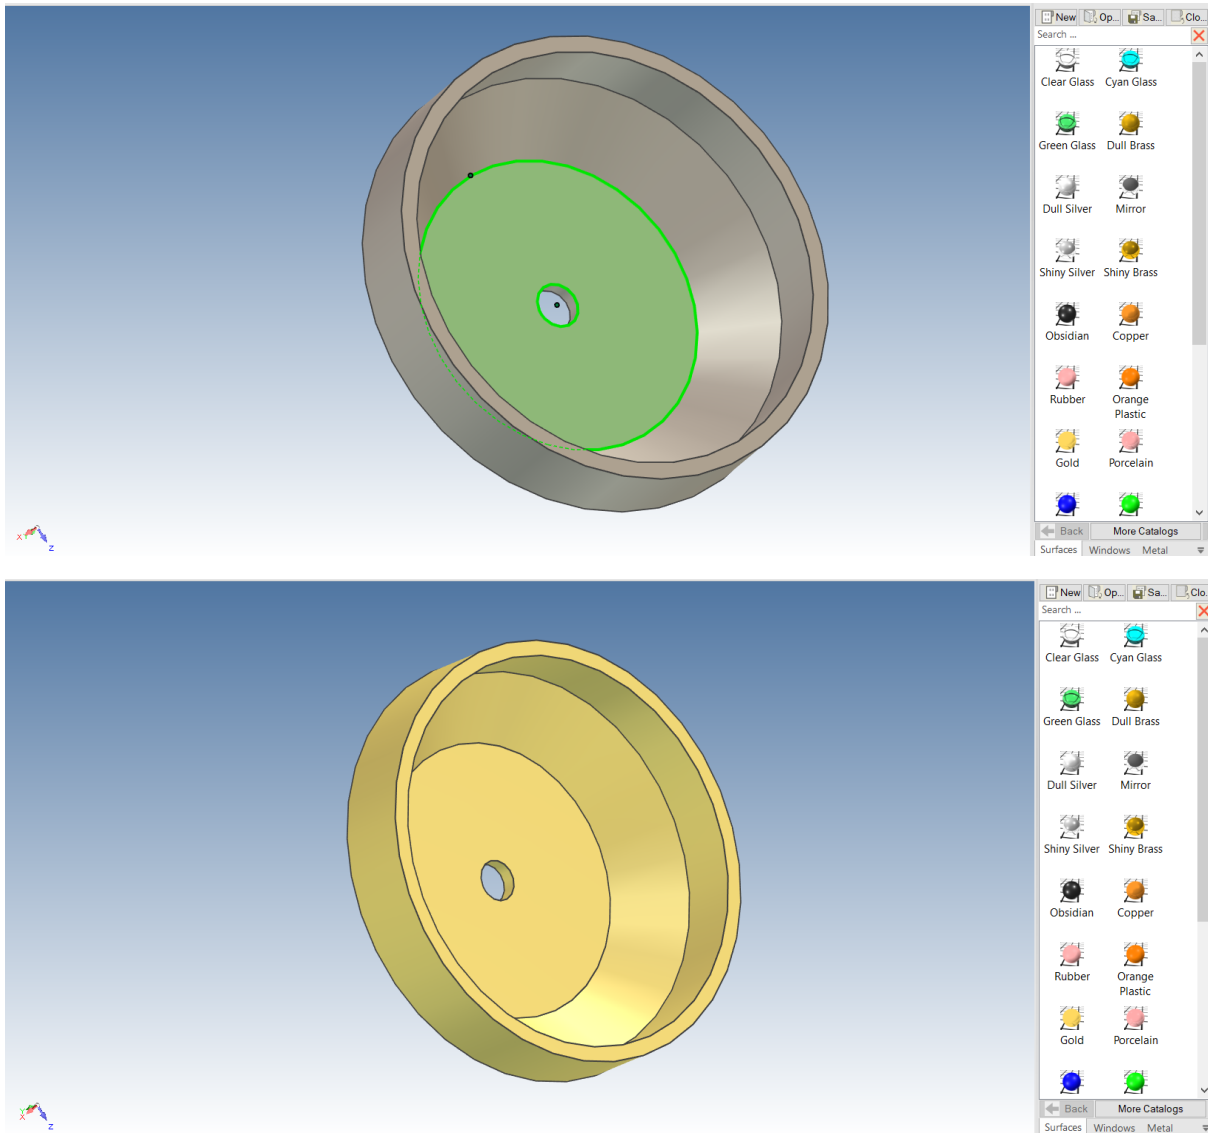 New Op... Sa... Clo...
Search ...
Clear Glass Cyan Glass
Green Glass Dull Brass
Dull Silver Mirror
Shiny Silver Shiny Brass
Obsidian Copper
Rubber Orange
Plastic
Gold Porcelain
Back More Catalogs
Surfaces Windows Metal
X Z
New Op... Sa... Clo.
Search ...
Clear Glass Cyan Glass
Green Glass Dull Brass
Dull Silver Mirror
Shiny Silver Shiny Brass
Obsidian Copper
Rubber Orange
Plastic
Gold Porcelain
Back More Catalogs
Surfaces Windows Metal
Y
X Z